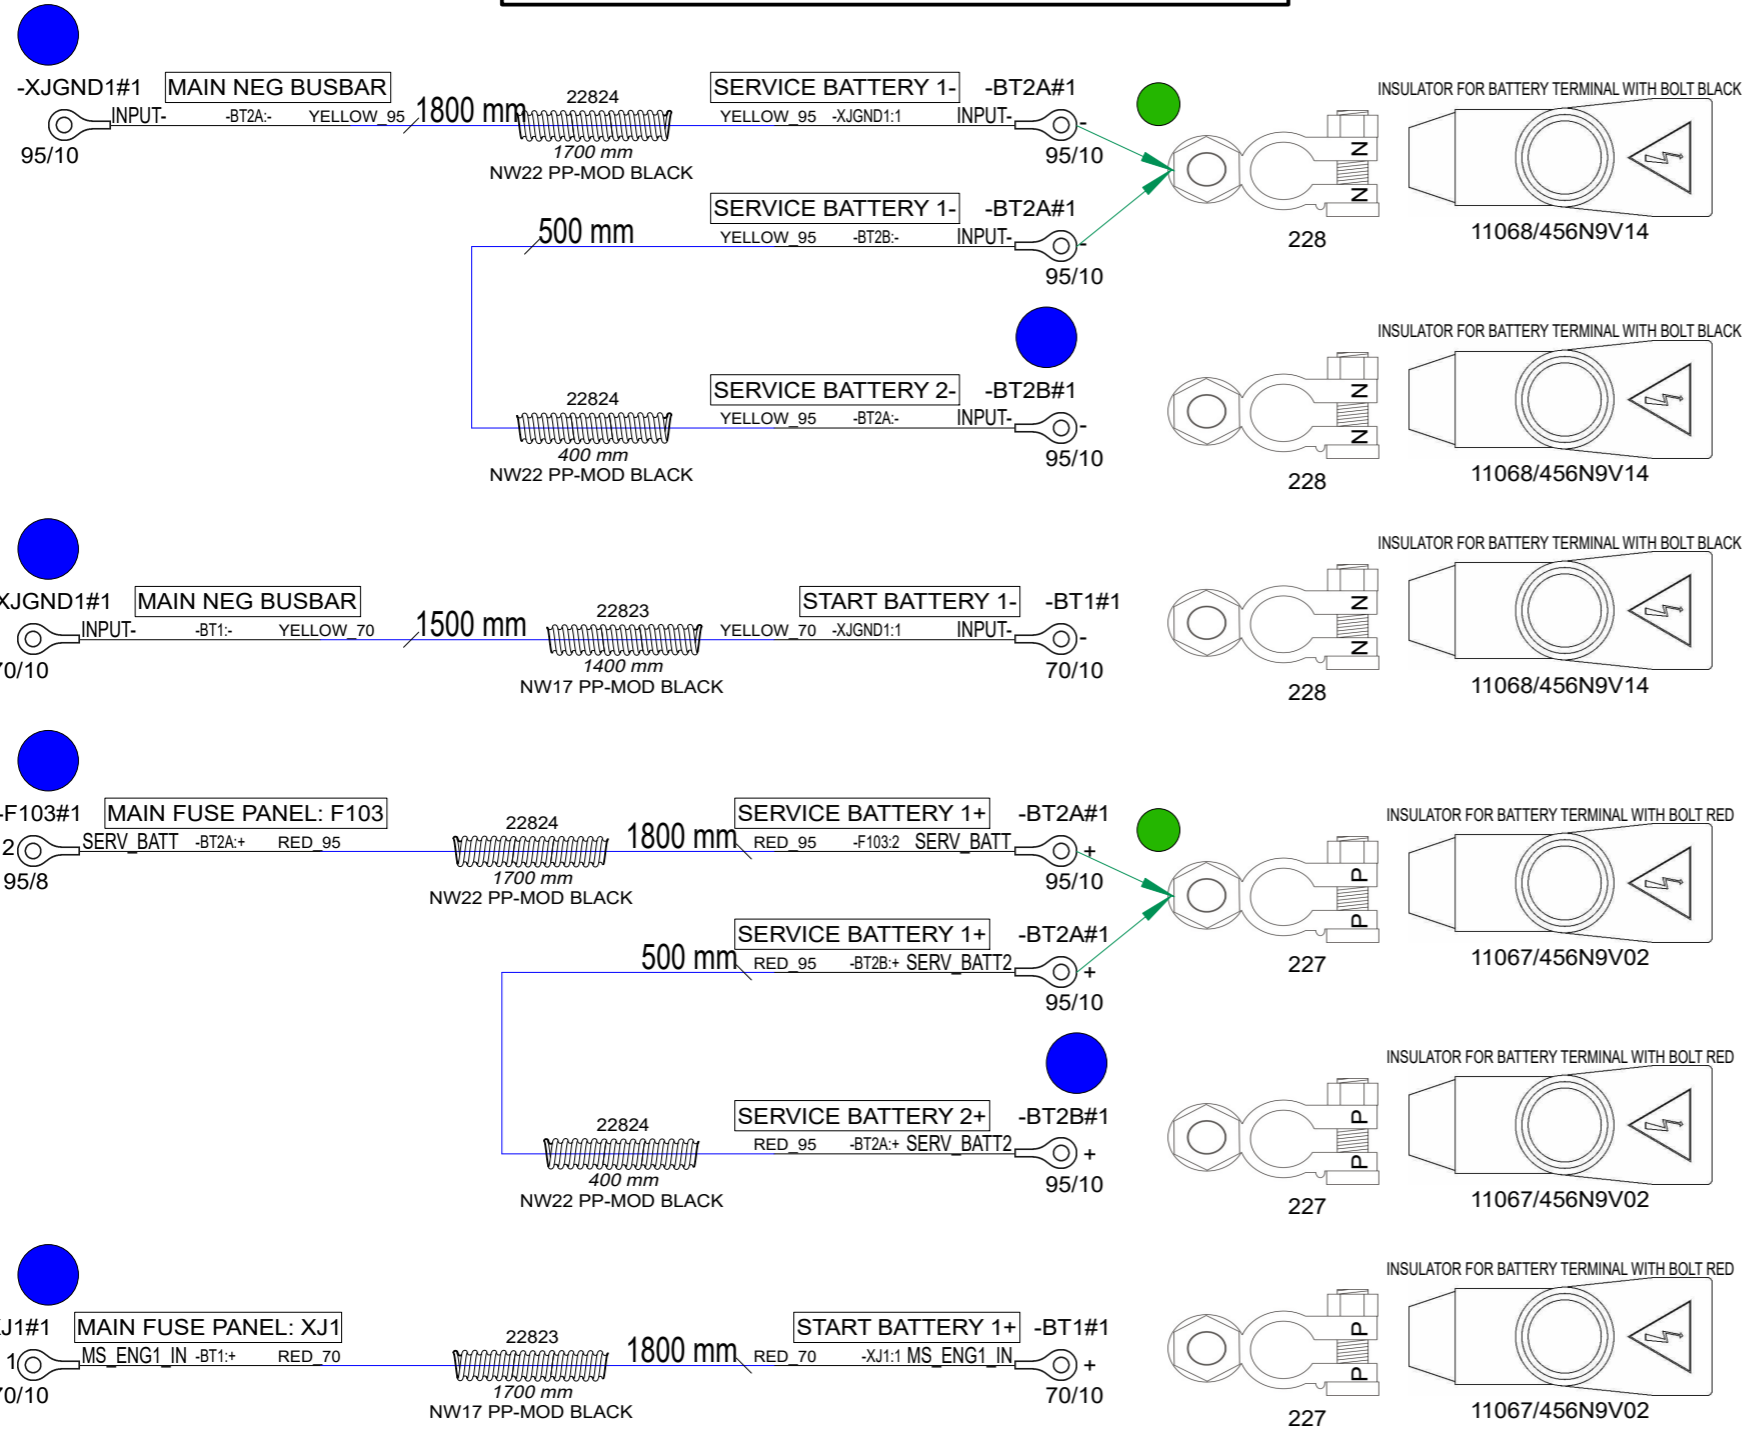 -XJGND1#1 MAIN NEG BUSBAR SERVICE BATTERY 1- -BT2A#1 INSULATOR FOR BATTERY TERMINAL WITH BOLT BLACK
INPUT- -BT2A:- YELLOW_95 1800 mm 22824 YELLOW_95 -XJGND1:1 INPUT- -
95/10 1700 mm 95/10
NW22 PP-MOD BLACK
N
N
228 11068/456N9V14
SERVICE BATTERY 1- -BT2A#1
500 mm YELLOW_95 -BT2B:- INPUT- -
95/10
INSULATOR FOR BATTERY TERMINAL WITH BOLT BLACK
22824 SERVICE BATTERY 2- -BT2B#1
YELLOW_95 -BT2A:- INPUT- -
400 mm 95/10
NW22 PP-MOD BLACK
N
N
228 11068/456N9V14
INSULATOR FOR BATTERY TERMINAL WITH BOLT BLACK
XJGND1#1 MAIN NEG BUSBAR START BATTERY 1- -BT1#1
INPUT- -BT1:- YELLOW_70 1500 mm 22823 YELLOW_70 -XJGND1:1 INPUT- -
70/10 1400 mm 70/10
NW17 PP-MOD BLACK
N
N
228 11068/456N9V14
-F103#1 MAIN FUSE PANEL: F103 SERVICE BATTERY 1+ -BT2A#1 INSULATOR FOR BATTERY TERMINAL WITH BOLT RED
2 SERV_BATT -BT2A:+ RED_95 22824 1800 mm RED_95 -F103:2 SERV_BATT +
95/8 1700 mm 95/10
NW22 PP-MOD BLACK
P
P
227 11067/456N9V02
SERVICE BATTERY 1+ -BT2A#1
500 mm RED_95 -BT2B:+ SERV_BATT2 +
95/10
INSULATOR FOR BATTERY TERMINAL WITH BOLT RED
22824 SERVICE BATTERY 2+ -BT2B#1
RED_95 -BT2A:+ SERV_BATT2 +
400 mm 95/10
NW22 PP-MOD BLACK
P
P
227 11067/456N9V02
INSULATOR FOR BATTERY TERMINAL WITH BOLT RED
J1#1 MAIN FUSE PANEL: XJ1 START BATTERY 1+ -BT1#1
1 MS_ENG1_IN -BT1:+ RED_70 22823 1800 mm RED_70 -XJ1:1 MS_ENG1_IN +
70/10 1700 mm 70/10
NW17 PP-MOD BLACK
P
P
227 11067/456N9V02